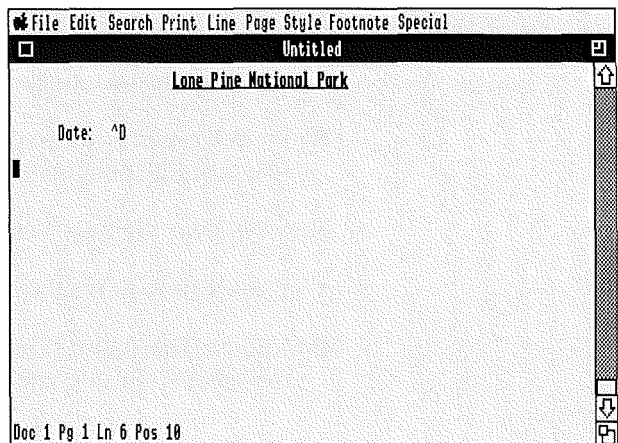 File Edit Search Print Line Page Style Footnote Special
Untitled
Lone Pine National Park
Date: ^D
Doc 1 Pg 1 Ln 6 Pos 10